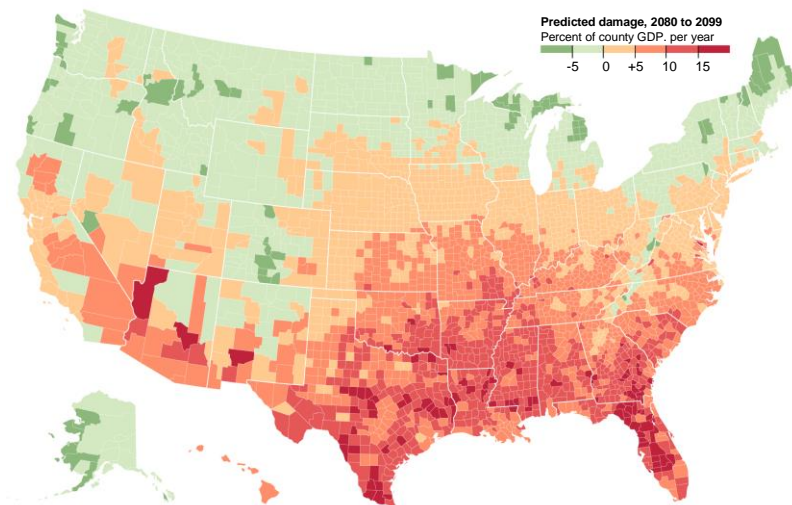 Predicted damage, 2080 to 2099
Percent of county GDP. per year
-5 0 +5 10 15